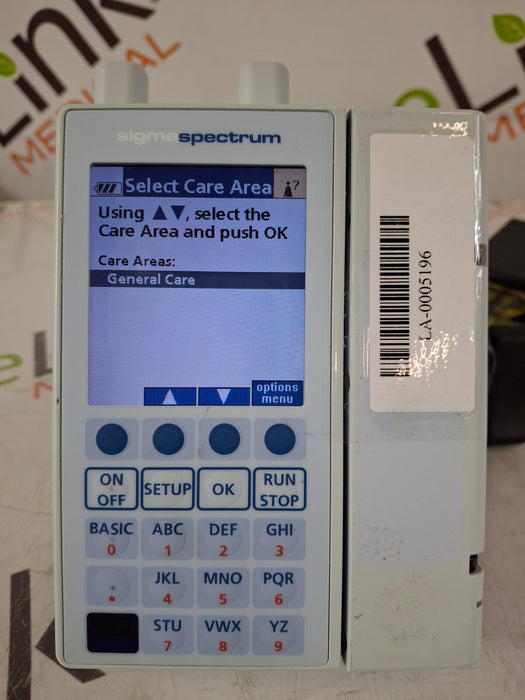 eLinks
MEDICAL
sigmaspectrum
Select Care Area ?
Using ▲▼, select the
Care Area and push OK
Care Areas:
General Care
▲ ▼ options
menu
LA-0005196
ON
OFF
SETUP
OK
RUN
STOP
BASIC
0
ABC
1
DEF
2
GHI
3
.
JKL
4
MNO
5
PQR
6
STU
7
VWX
8
YZ
9